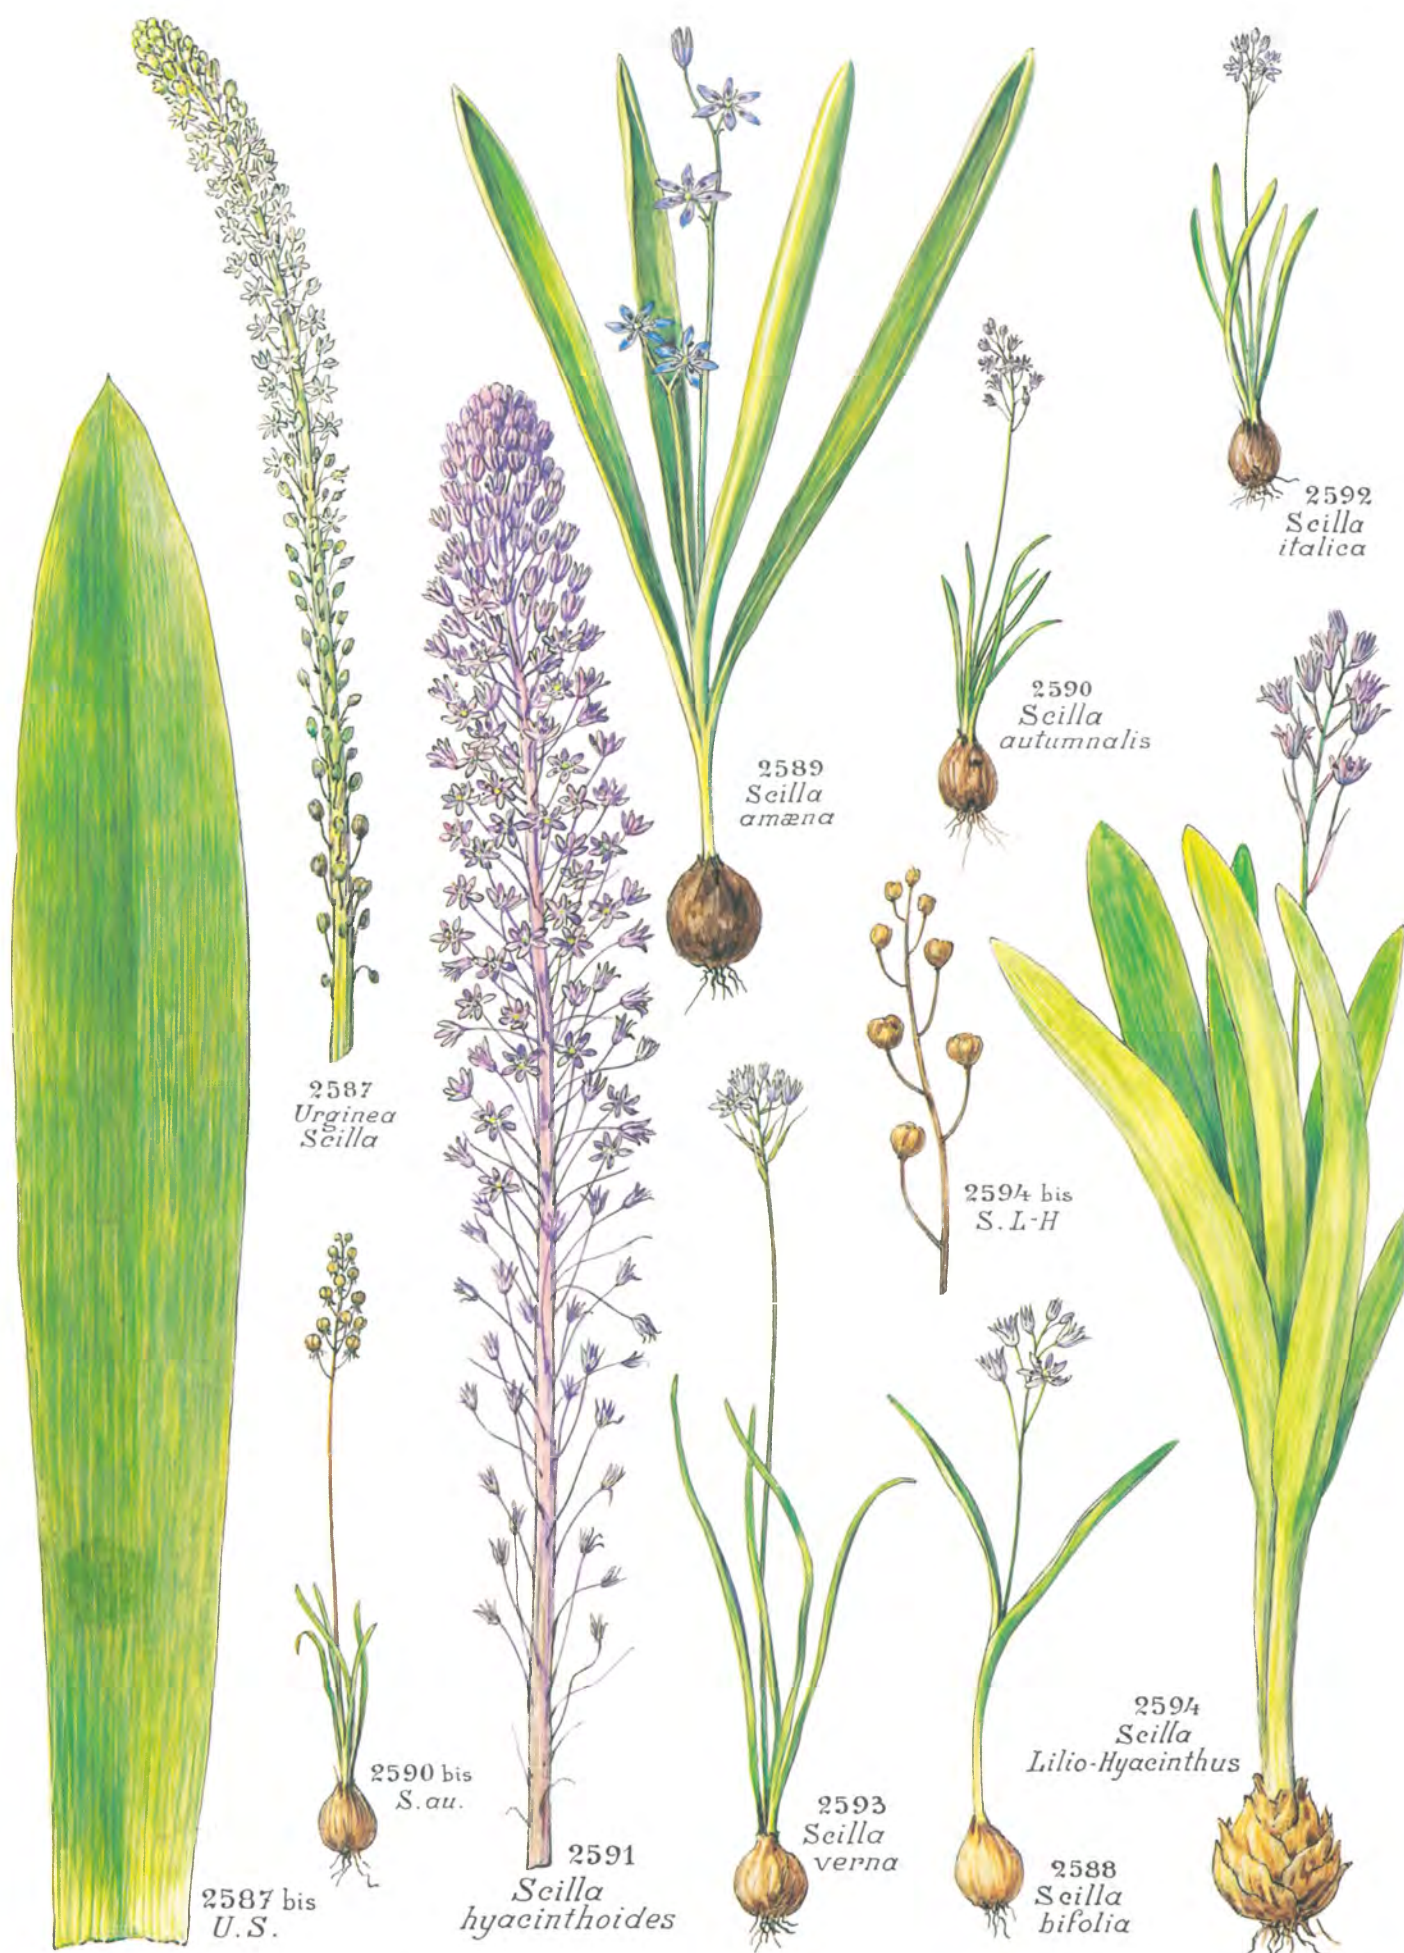 2592
Scilla
italica
2590
Scilla
autumnalis
2589
Scilla
amæna
2587
Urginea
Scilla
2594 bis
S. L-H
2590 bis
S. au.
2594
Scilla
Lilio-Hyacinthus
2593
Scilla
verna
2591
Scilla
hyacinthoides
2588
Scilla
bifolia
2587 bis
U.S.